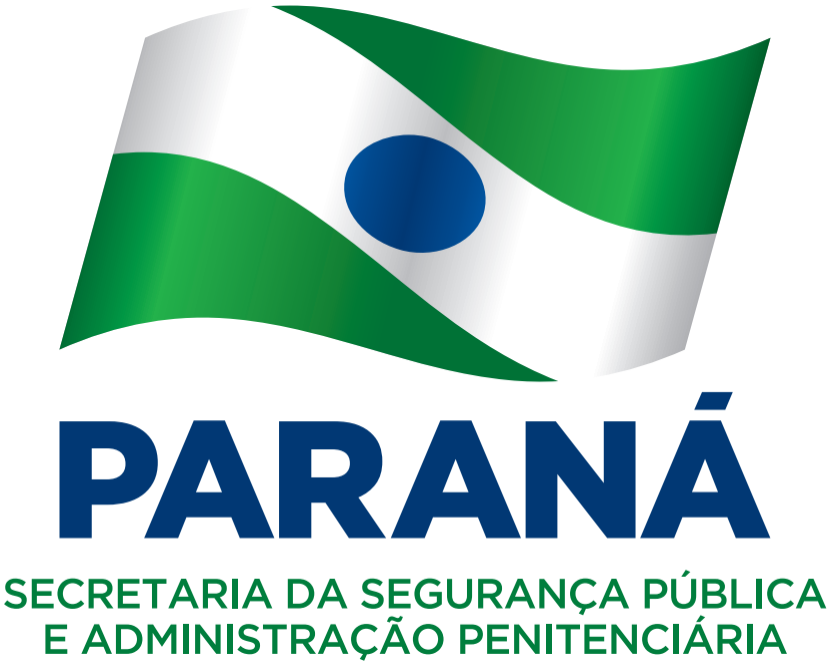 PARANÁ
SECRETARIA DA SEGURANÇA PÚBLICA
E ADMINISTRAÇÃO PENITENCIÁRIA